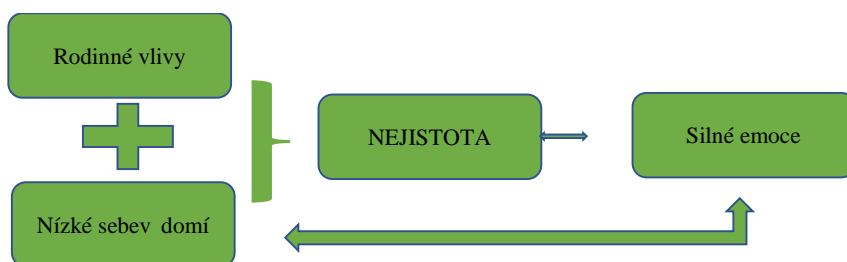 Rodinné vlivy
NEJISTOTA
Silné emoce
Nízké sebev domí